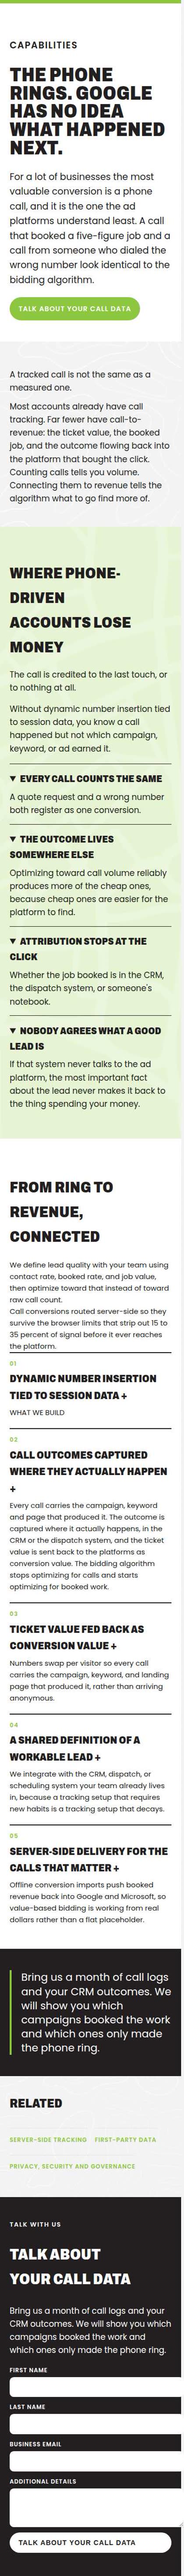 CAPABILITIES
THE PHONE
RINGS. GOOGLE
HAS NO IDEA
WHAT HAPPENED
NEXT.
For a lot of businesses the most
valuable conversion is a phone
call, and it is the one the ad
platforms understand least. A call
that booked a five-figure job and a
call from someone who dialed the
wrong number look identical to the
bidding algorithm.
TALK ABOUT YOUR CALL DATA
A tracked call is not the same as a
measured one.
Most accounts already have call
tracking. Far fewer have call-to-
revenue: the ticket value, the booked
job, and the outcome flowing back into
the platform that bought the click.
Counting calls tells you volume.
Connecting them to revenue tells the
algorithm what to go find more of.
WHERE PHONE-
DRIVEN
ACCOUNTS LOSE
MONEY
The call is credited to the last touch, or
to nothing at all.
Without dynamic number insertion tied
to session data, you know a call
happened but not which campaign,
keyword, or ad earned it.
▼ EVERY CALL COUNTS THE SAME
A quote request and a wrong number
both register as one conversion.
▼ THE OUTCOME LIVES
SOMEWHERE ELSE
Optimizing toward call volume reliably
produces more of the cheap ones,
because cheap ones are easier for the
platform to find.
▼ ATTRIBUTION STOPS AT THE
CLICK
Whether the job booked is in the CRM,
the dispatch system, or someone's
notebook.
▼ NOBODY AGREES WHAT A GOOD
LEAD IS
If that system never talks to the ad
platform, the most important fact
about the lead never makes it back to
the thing spending your money.
FROM RING TO
REVENUE,
CONNECTED
We define lead quality with your team using
contact rate, booked rate, and job value,
then optimize toward that instead of toward
raw call count.
Call conversions routed server-side so they
survive the browser limits that strip out 15 to
35 percent of signal before it ever reaches
the platform.
01
DYNAMIC NUMBER INSERTION
TIED TO SESSION DATA +
WHAT WE BUILD
02
CALL OUTCOMES CAPTURED
WHERE THEY ACTUALLY HAPPEN
+
Every call carries the campaign, keyword
and page that produced it. The outcome is
captured where it actually happens, in the
CRM or the dispatch system, and the ticket
value is sent back to the platforms as
conversion value. The bidding algorithm
stops optimizing for calls and starts
optimizing for booked work.
03
TICKET VALUE FED BACK AS
CONVERSION VALUE +
Numbers swap per visitor so every call
carries the campaign, keyword, and landing
page that produced it, rather than arriving
anonymous.
04
A SHARED DEFINITION OF A
WORKABLE LEAD +
We integrate with the CRM, dispatch, or
scheduling system your team already lives
in, because a tracking setup that requires
new habits is a tracking setup that decays.
05
SERVER-SIDE DELIVERY FOR THE
CALLS THAT MATTER +
Offline conversion imports push booked
revenue back into Google and Microsoft, so
value-based bidding is working from real
dollars rather than a flat placeholder.
Bring us a month of call logs
and your CRM outcomes. We
will show you which
campaigns booked the work
and which ones only made
the phone ring.
RELATED
SERVER-SIDE TRACKING FIRST-PARTY DATA
PRIVACY, SECURITY AND GOVERNANCE
TALK WITH US
TALK ABOUT
YOUR CALL DATA
Bring us a month of call logs and your
CRM outcomes. We will show you which
campaigns booked the work and
which ones only made the phone ring.
FIRST NAME
LAST NAME
BUSINESS EMAIL
ADDITIONAL DETAILS
TALK ABOUT YOUR CALL DATA